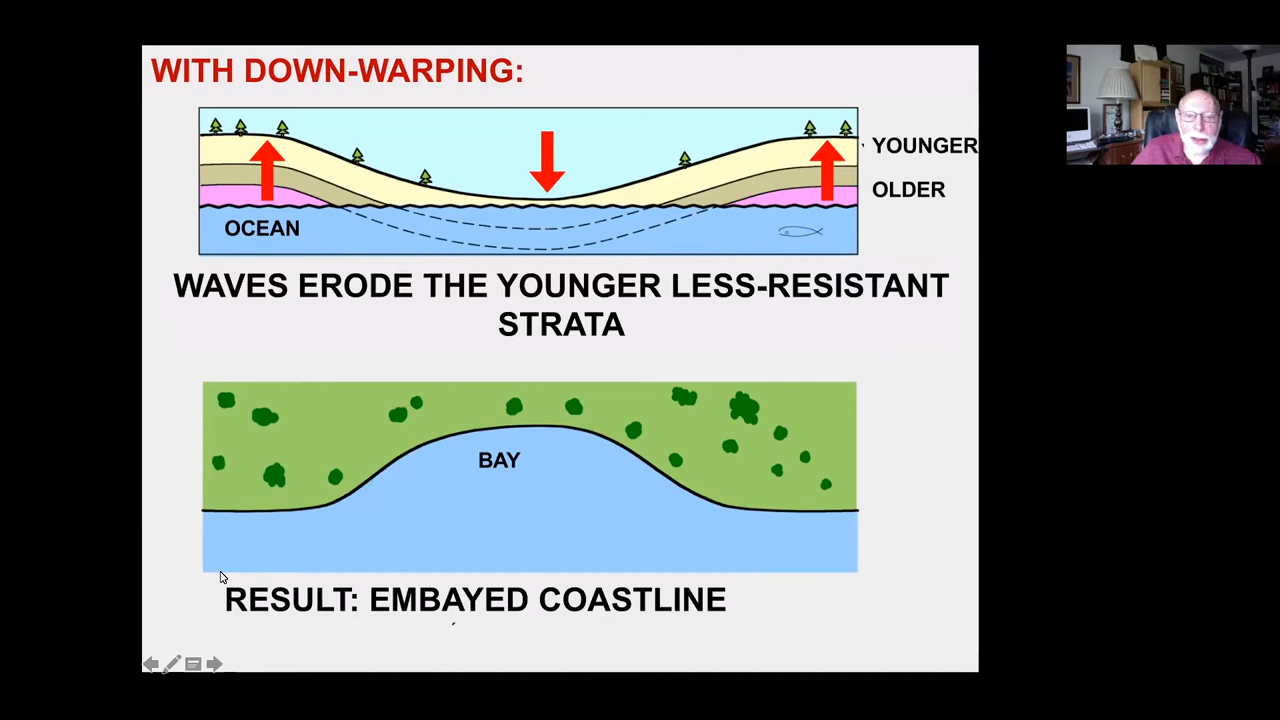 WITH DOWN-WARPING:
YOUNGER
OLDER
OCEAN
WAVES ERODE THE YOUNGER LESS-RESISTANT
STRATA
BAY
RESULT: EMBAYED COASTLINE